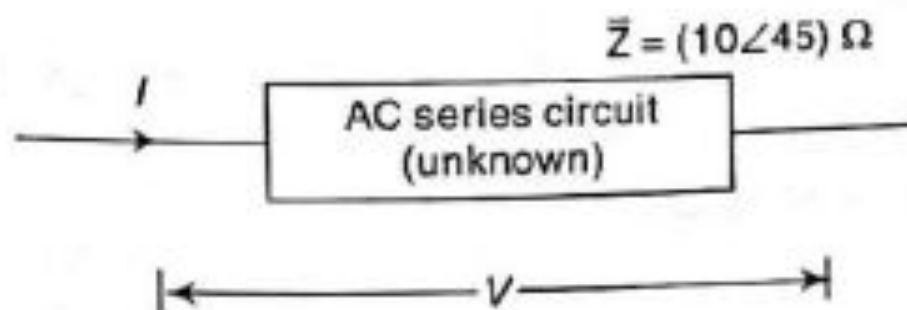 Z̄ = (10∠45) Ω
I
AC series circuit
(unknown)
V